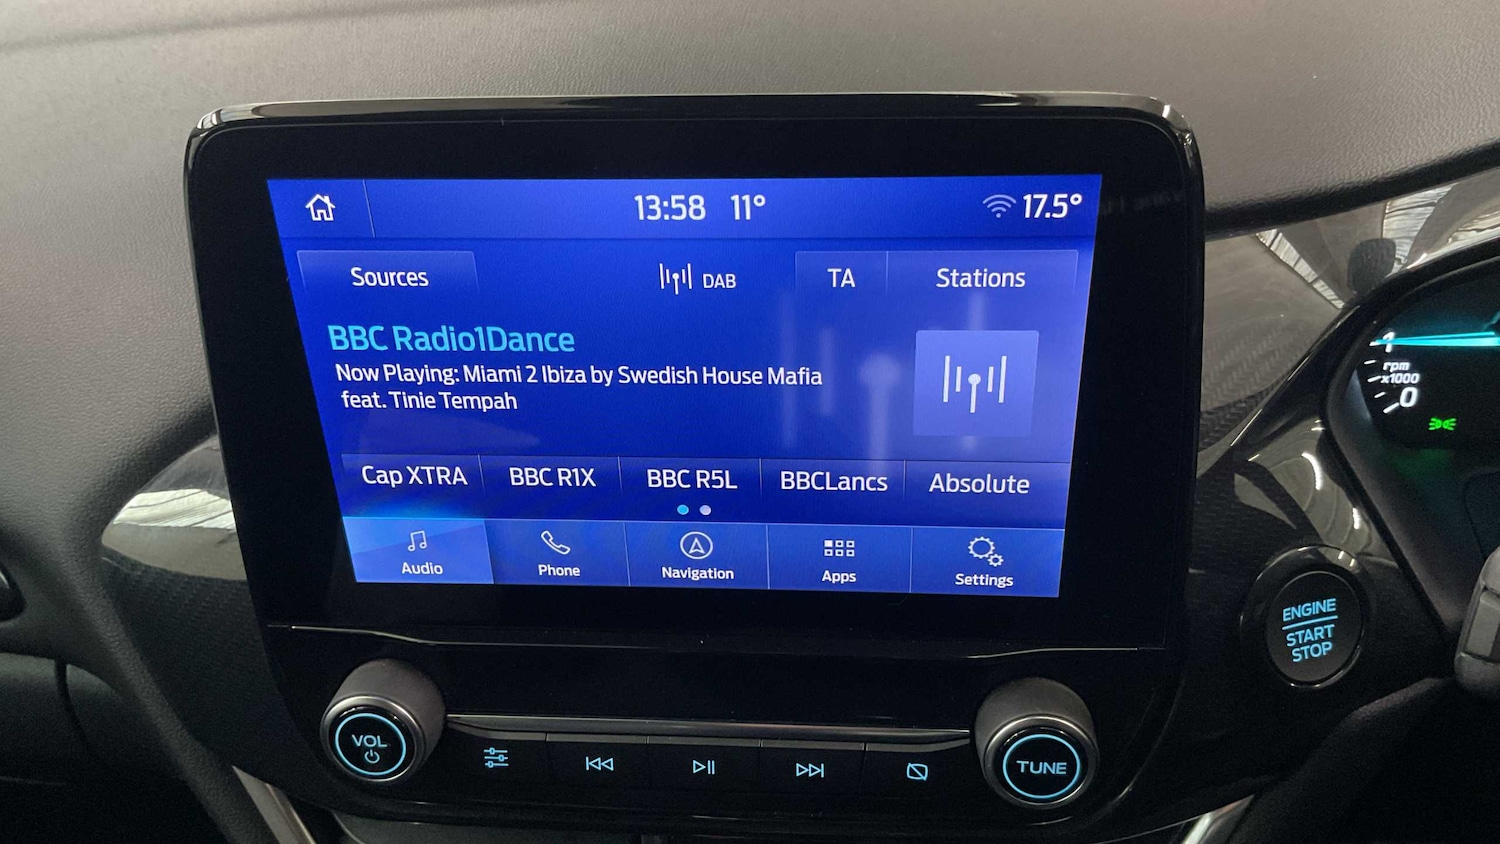 13:58 11° 17.5°
Sources DAB TA Stations
BBC Radio1Dance
Now Playing: Miami 2 Ibiza by Swedish House Mafia
feat. Tinie Tempah
Cap XTRA BBC R1X BBC R5L BBCLancs Absolute
Audio Phone Navigation Apps Settings
1
rpm
x1000
0
ENGINE
START
STOP
VOL
TUNE